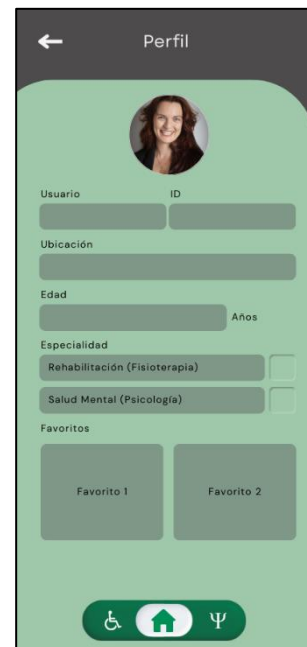 Perfil
Usuario ID
Ubicación
Edad
Años
Especialidad
Rehabilitación (Fisioterapia)
Salud Mental (Psicología)
Favoritos
Favorito 1 Favorito 2
Ψ